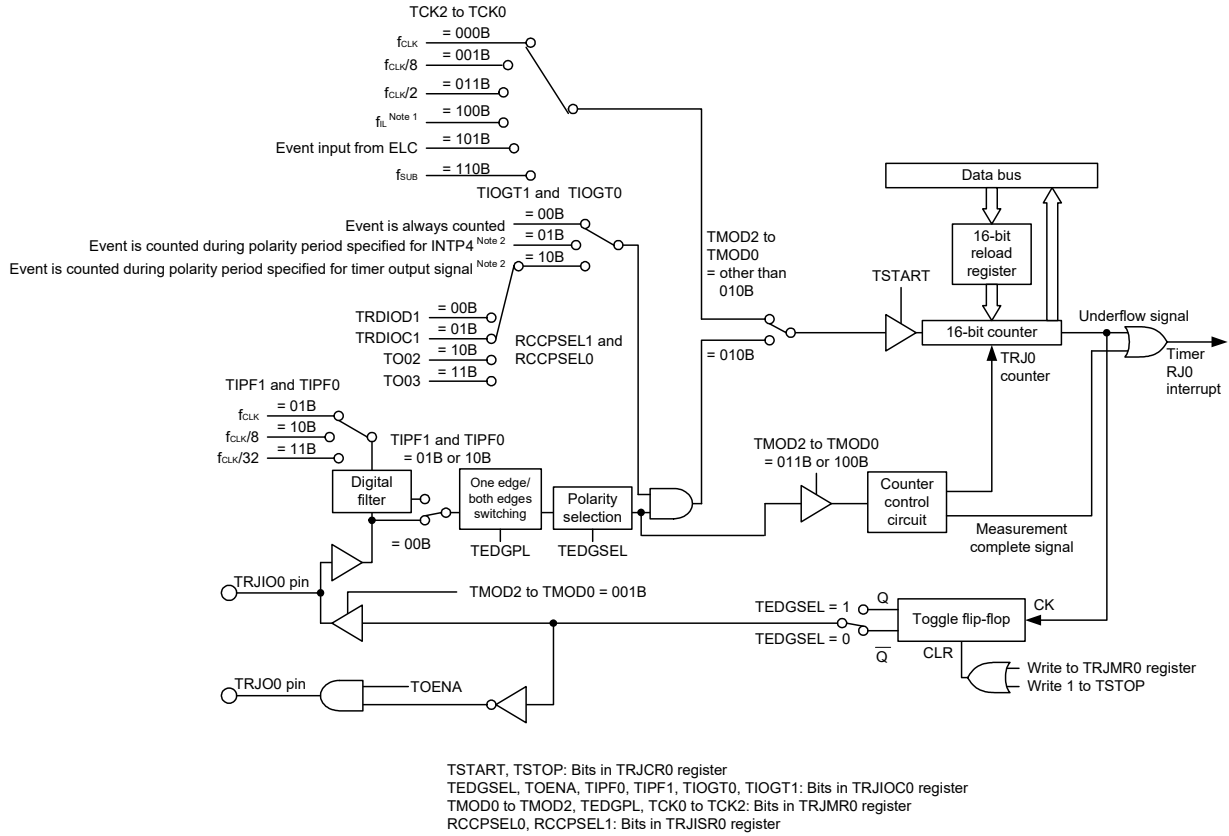 TCK2 to TCK0
fCLK = 000B
fCLK/8 = 001B
fCLK/2 = 011B
fIL Note 1 = 100B
Event input from ELC = 101B
fSUB = 110B
TIOGT1 and TIOGT0
Event is always counted = 00B
Event is counted during polarity period specified for INTP4 Note 2 = 01B
Event is counted during polarity period specified for timer output signal Note 2 = 10B
TRDIOD1 = 00B
TRDIOC1 = 01B
TO02 = 10B
TO03 = 11B
RCCPSEL1 and
RCCPSEL0
TIPF1 and TIPF0
fCLK = 01B
fCLK/8 = 10B
fCLK/32 = 11B
Digital
filter
TIPF1 and TIPF0
= 01B or 10B
= 00B
One edge/
both edges
switching
TEDGPL
Polarity
selection
TEDGSEL
TMOD2 to
TMOD0
= other than
010B
= 010B
TSTART
Data bus
16-bit
reload
register
16-bit counter
TRJ0
counter
Underflow signal
Timer
RJ0
interrupt
TMOD2 to TMOD0
= 011B or 100B
Counter
control
circuit
Measurement
complete signal
TRJIO0 pin
TMOD2 to TMOD0 = 001B
TEDGSEL = 1
TEDGSEL = 0
Q
Q
Toggle flip-flop
CK
CLR
Write to TRJMR0 register
Write 1 to TSTOP
TRJO0 pin
TOENA
TSTART, TSTOP: Bits in TRJCR0 register
TEDGSEL, TOENA, TIPF0, TIPF1, TIOGT0, TIOGT1: Bits in TRJIOC0 register
TMOD0 to TMOD2, TEDGPL, TCK0 to TCK2: Bits in TRJMR0 register
RCCPSEL0, RCCPSEL1: Bits in TRJISR0 register